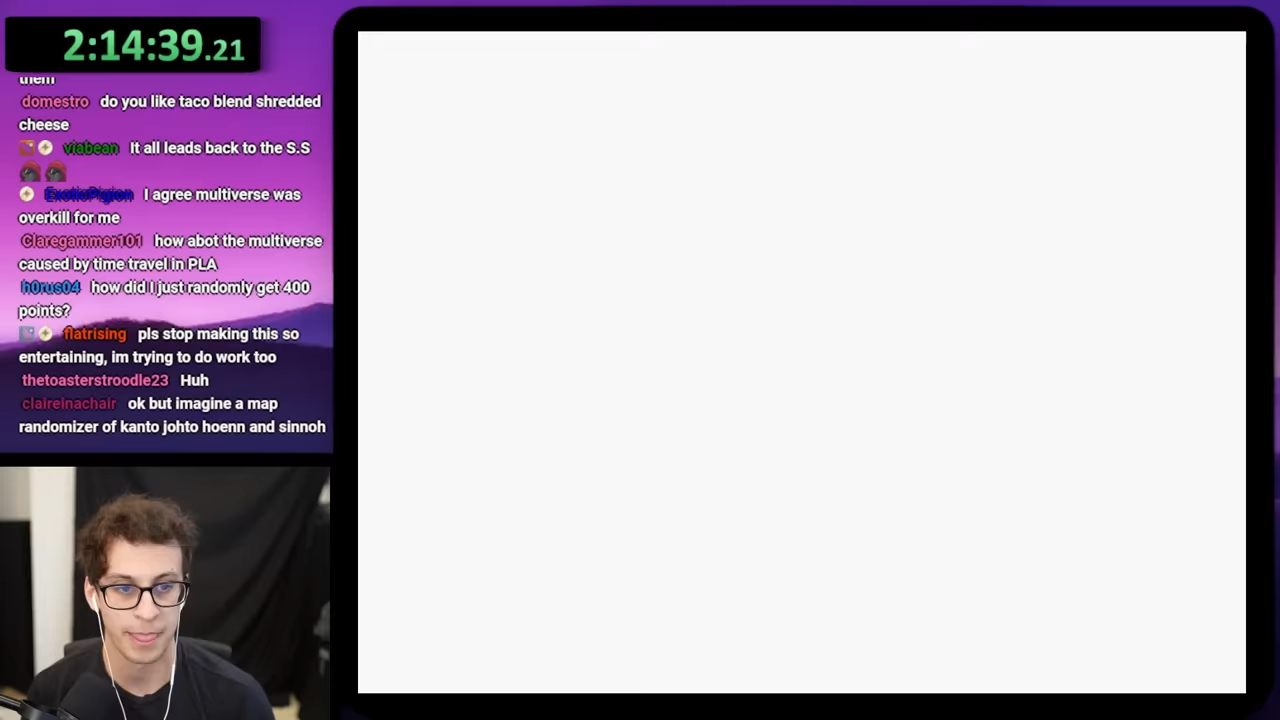 2:14:39.21
them
domestro do you like taco blend shredded
cheese
viabean It all leads back to the S.S
ExoticPigion I agree multiverse was
overkill for me
Claregammer101 how abot the multiverse
caused by time travel in PLA
h0rus04 how did I just randomly get 400
points?
flatrising pls stop making this so
entertaining, im trying to do work too
thetoasterstroodle23 Huh
claireinachair ok but imagine a map
randomizer of kanto johto hoenn and sinnoh